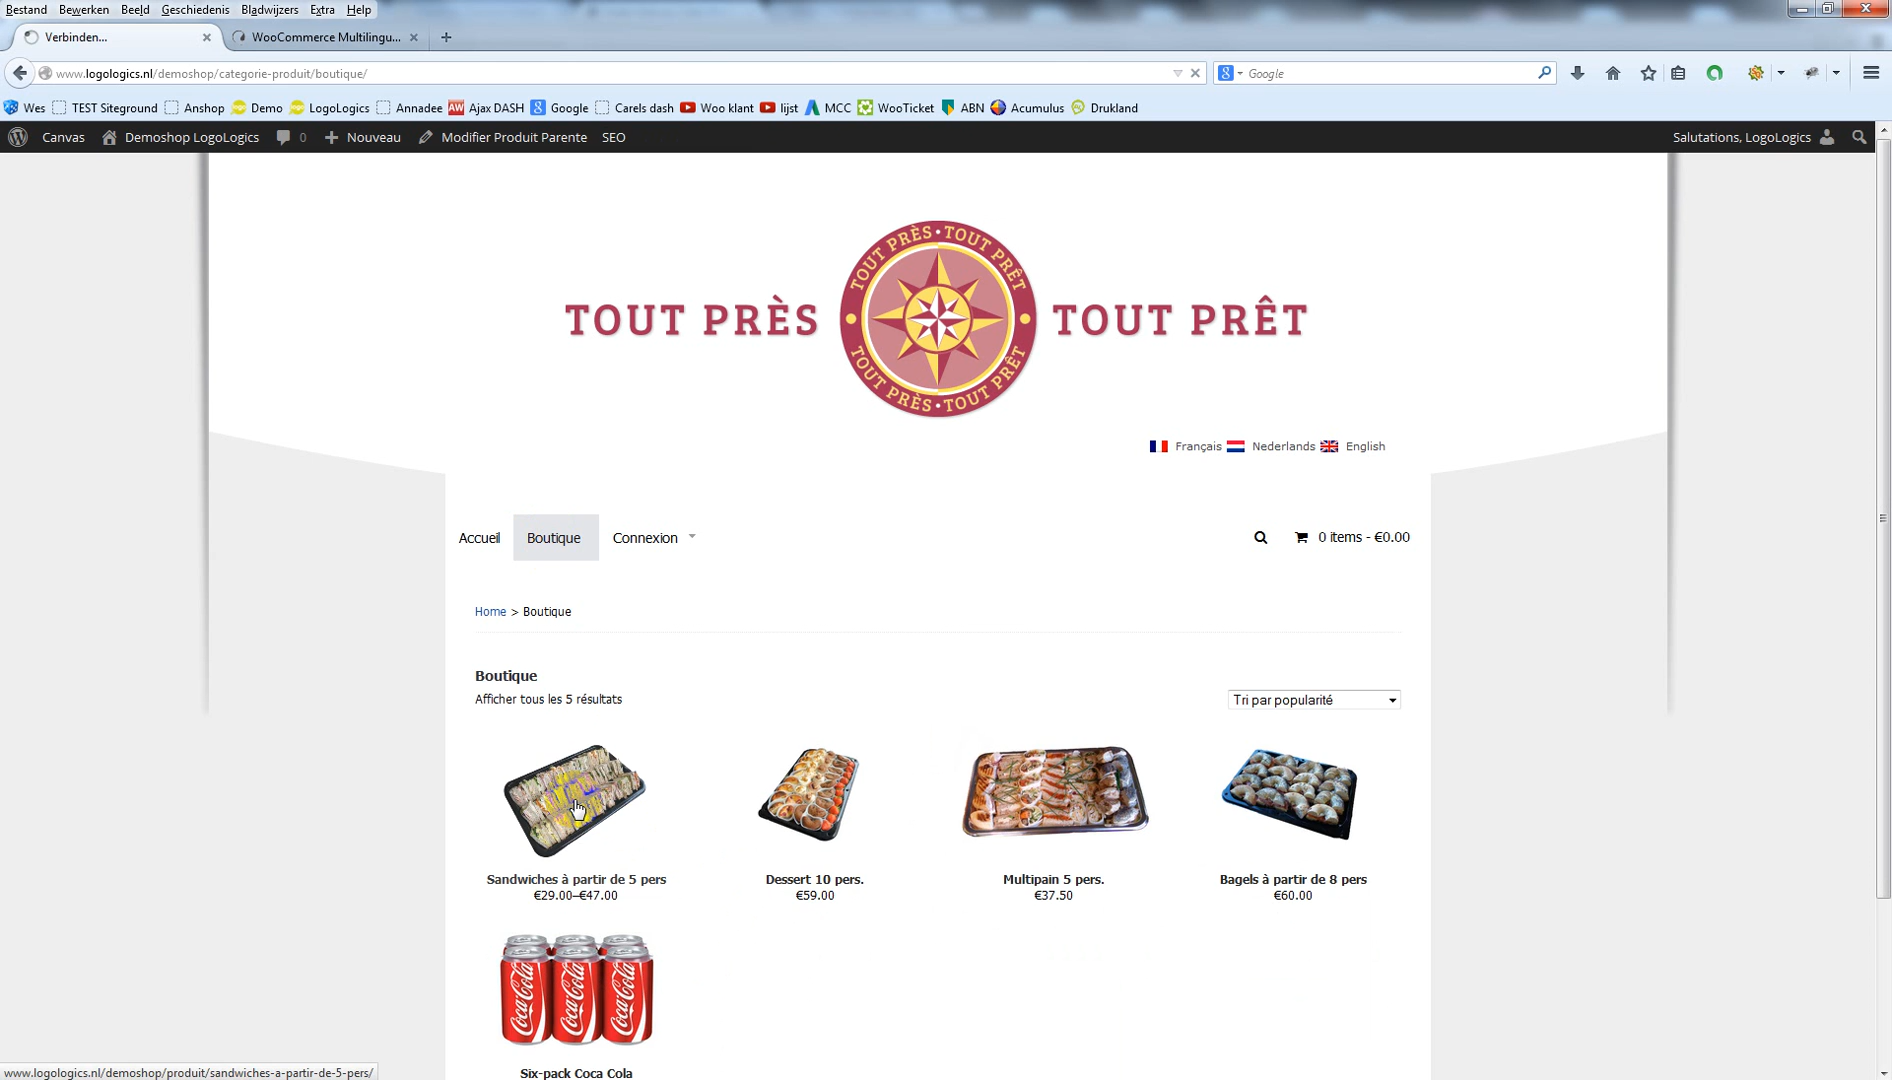 Bestand Bewerken Beeld Geschiedenis Bladwijzers Extra Help
Verbinden... WooCommerce Multilingu...
www.logologics.nl/demoshop/categorie-produit/boutique/ Google
Wes TEST Siteground Anshop Demo LogoLogics Annadee Ajax DASH Google Carels dash Woo klant lijst MCC WooTicket ABN Acumulus Drukland
Canvas Demoshop LogoLogics 0 Nouveau Modifier Produit Parente SEO Salutations, LogoLogics
TOUT PRÈS • TOUT PRÊT
TOUT PRÈS TOUT PRÊT
TOUT PRÈS • TOUT PRÊT
Français Nederlands English
Accueil Boutique Connexion 0 items - €0.00
Home > Boutique
Boutique
Afficher tous les 5 résultats Tri par popularité
Sandwiches à partir de 5 pers Dessert 10 pers. Multipain 5 pers. Bagels à partir de 8 pers
€29.00–€47.00 €59.00 €37.50 €60.00
Coca-Cola Coca-Cola Coca-Cola
Six-pack Coca Cola
www.logologics.nl/demoshop/produit/sandwiches-a-partir-de-5-pers/